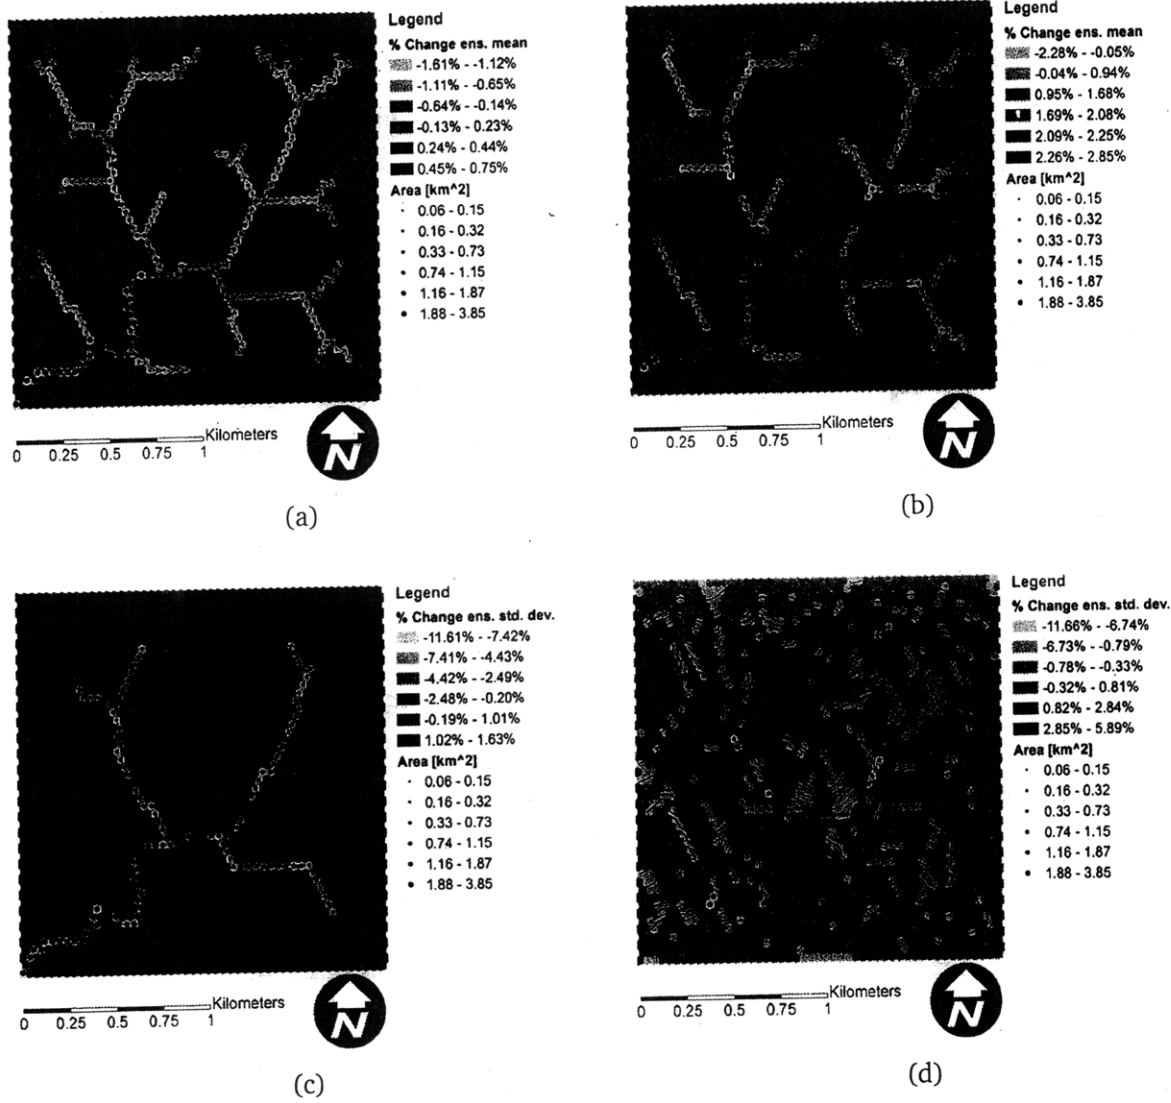 Legend
% Change ens. mean
-1.61% - -1.12%
-1.11% - -0.65%
-0.64% - -0.14%
-0.13% - 0.23%
0.24% - 0.44%
0.45% - 0.75%
Area [km^2]
0.06 - 0.15
0.16 - 0.32
0.33 - 0.73
0.74 - 1.15
1.16 - 1.87
1.88 - 3.85
Kilometers
0 0.25 0.5 0.75 1
N
(a)
Legend
% Change ens. mean
-2.28% - -0.05%
-0.04% - 0.94%
0.95% - 1.68%
1.69% - 2.08%
2.09% - 2.25%
2.26% - 2.85%
Area [km^2]
0.06 - 0.15
0.16 - 0.32
0.33 - 0.73
0.74 - 1.15
1.16 - 1.87
1.88 - 3.85
Kilometers
0 0.25 0.5 0.75 1
N
(b)
Legend
% Change ens. std. dev.
-11.61% - -7.42%
-7.41% - -4.43%
-4.42% - -2.49%
-2.48% - -0.20%
-0.19% - 1.01%
1.02% - 1.63%
Area [km^2]
0.06 - 0.15
0.16 - 0.32
0.33 - 0.73
0.74 - 1.15
1.16 - 1.87
1.88 - 3.85
Kilometers
0 0.25 0.5 0.75 1
N
(c)
Legend
% Change ens. std. dev.
-11.66% - -6.74%
-6.73% - -0.79%
-0.78% - -0.33%
-0.32% - 0.81%
0.82% - 2.84%
2.85% - 5.89%
Area [km^2]
0.06 - 0.15
0.16 - 0.32
0.33 - 0.73
0.74 - 1.15
1.16 - 1.87
1.88 - 3.85
Kilometers
0 0.25 0.5 0.75 1
N
(d)